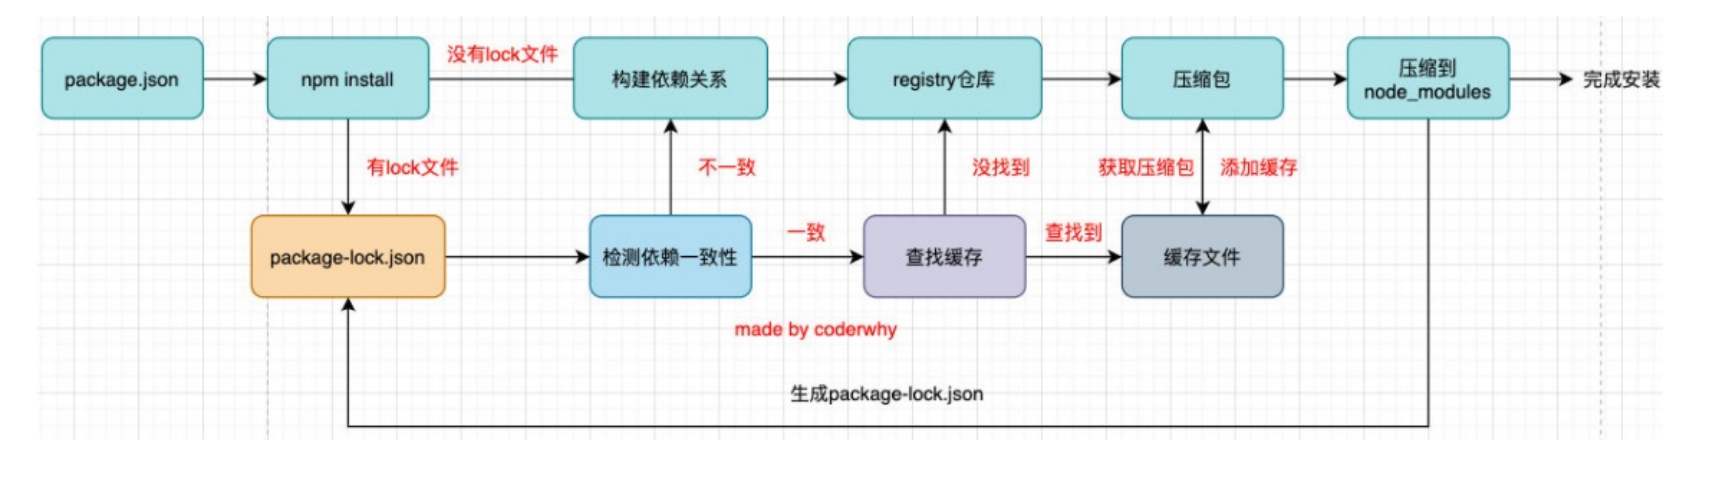 没有lock文件
package.json
npm install
构建依赖关系
registry仓库
压缩包
压缩到
node_modules
完成安装
有lock文件
不一致
没找到
获取压缩包
添加缓存
package-lock.json
检测依赖一致性
一致
查找缓存
查找到
缓存文件
made by coderwhy
生成package-lock.json